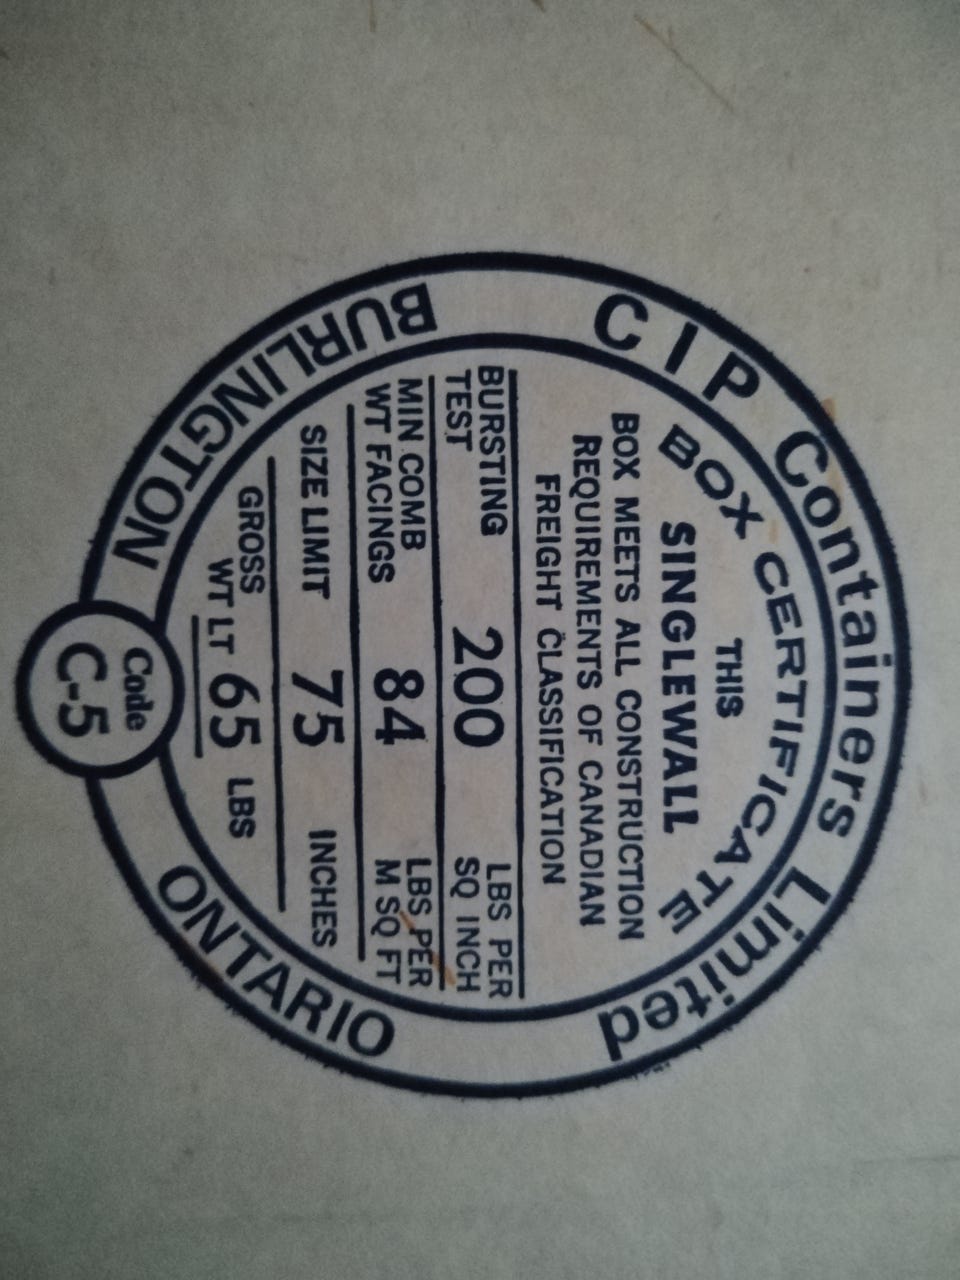 CIP Containers Limited
BOX CERTIFICATE
THIS
SINGLEWALL
BOX MEETS ALL CONSTRUCTION
REQUIREMENTS OF CANADIAN
FREIGHT CLASSIFICATION
BURSTING TEST 200 LBS PER SQ INCH
MIN COMB WT FACINGS 84 LBS PER M SQ FT
SIZE LIMIT 75 INCHES
GROSS WT LT 65 LBS
Code
C-5
BURLINGTON ONTARIO